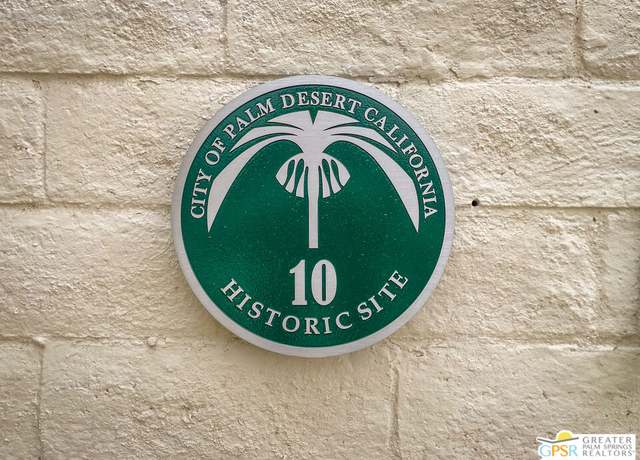 CITY OF PALM DESERT CALIFORNIA
10
HISTORIC SITE
GPSR
GREATER
PALM SPRINGS
REALTORS